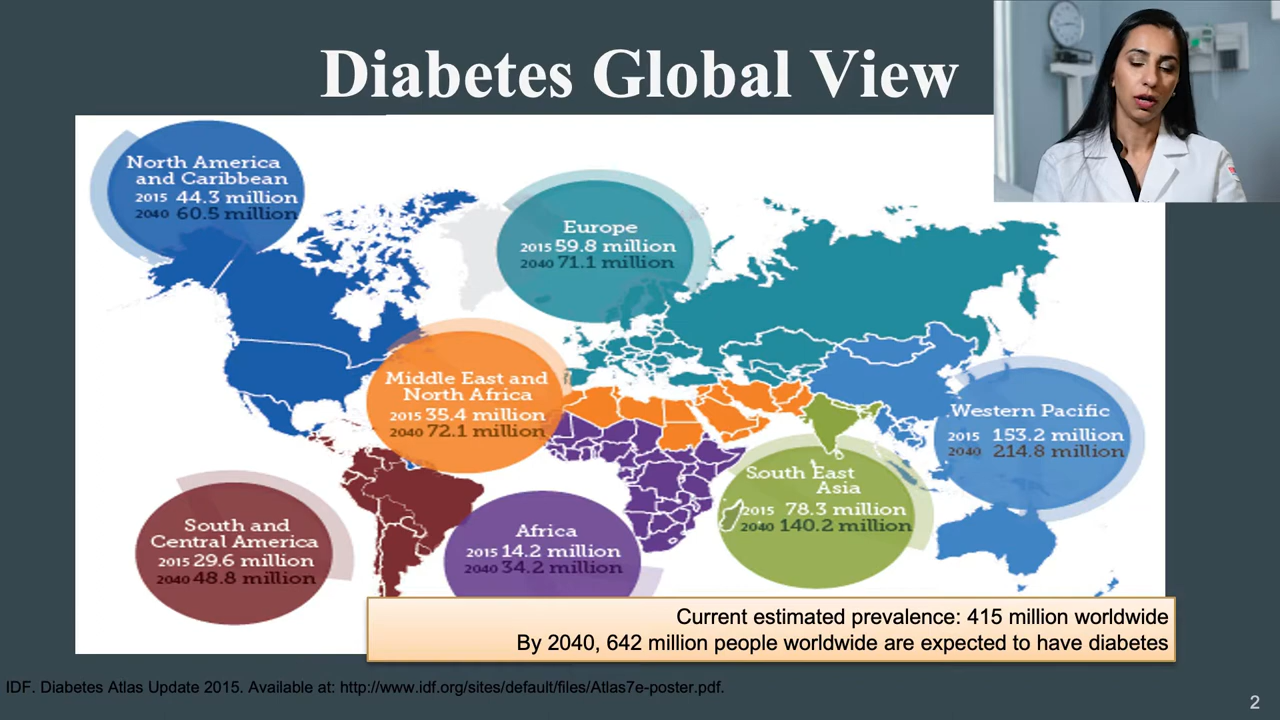 Diabetes Global View
North America
and Caribbean
2015 44.3 million
2040 60.5 million
Europe
2015 59.8 million
2040 71.1 million
Middle East and
North Africa
2015 35.4 million
2040 72.1 million
Western Pacific
2015 153.2 million
2040 214.8 million
South East
Asia
2015 78.3 million
2040 140.2 million
South and
Central America
2015 29.6 million
2040 48.8 million
Africa
2015 14.2 million
2040 34.2 million
Current estimated prevalence: 415 million worldwide
By 2040, 642 million people worldwide are expected to have diabetes
IDF. Diabetes Atlas Update 2015. Available at: http://www.idf.org/sites/default/files/Atlas7e-poster.pdf.
2